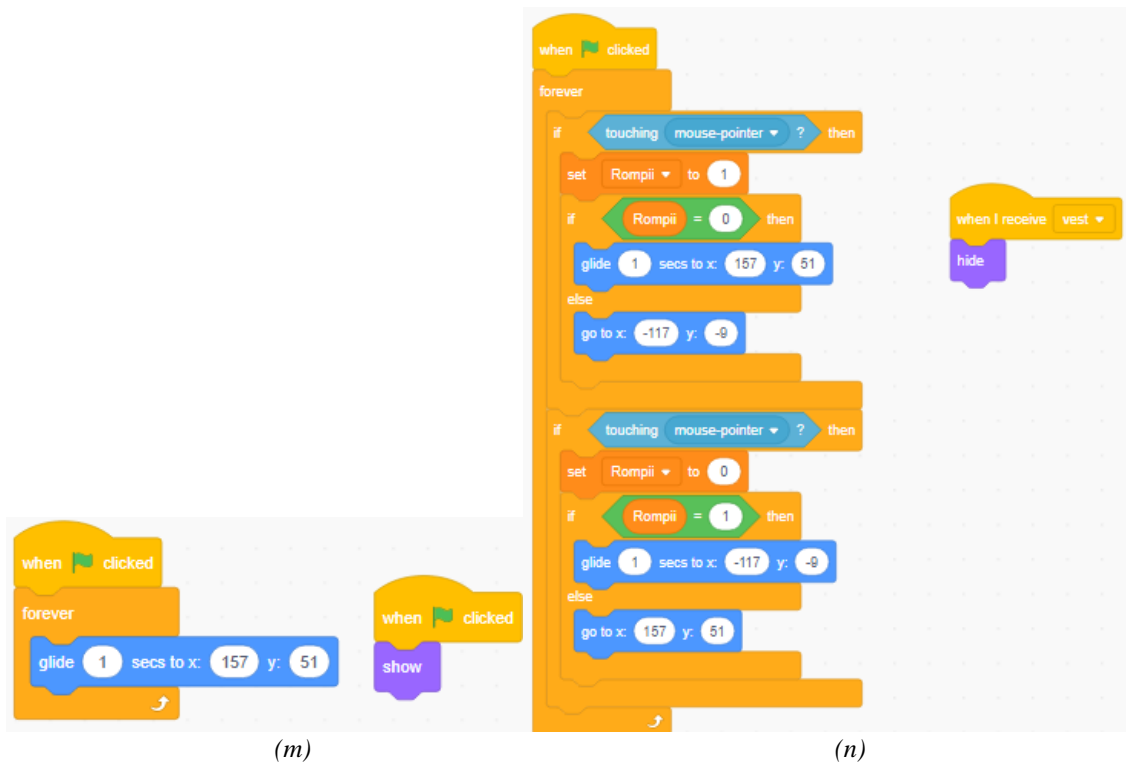 when clicked
forever
glide 1 secs to x: 157 y: 51
when clicked
show
(m)
when clicked
forever
if touching mouse-pointer ? then
set Rompii to 1
if Rompii = 0 then
glide 1 secs to x: 157 y: 51
else
go to x: -117 y: -9
if touching mouse-pointer ? then
set Rompii to 0
if Rompii = 1 then
glide 1 secs to x: -117 y: -9
else
go to x: 157 y: 51
when I receive vest
hide
(n)